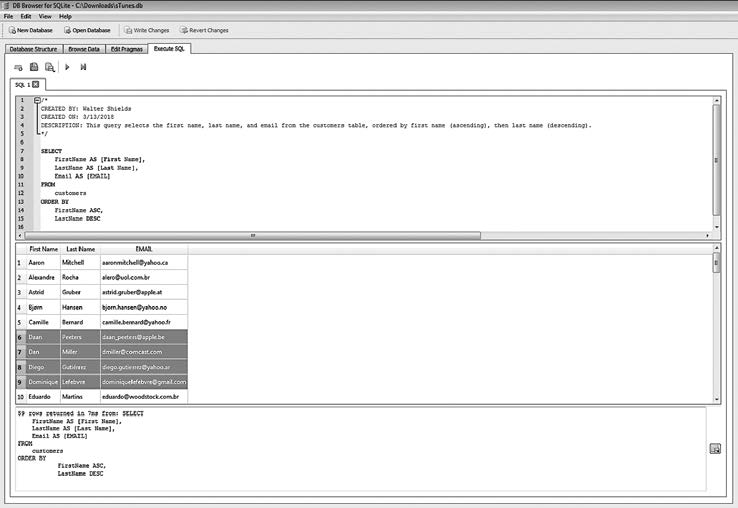 DB Browser for SQLite - C:\Downloads\sTunes.db
File Edit View Help
New Database Open Database Write Changes Revert Changes
Database Structure Browse Data Edit Pragmas Execute SQL
SQL 1
1 /*
2 CREATED BY: Walter Shields
3 CREATED ON: 3/13/2018
4 DESCRIPTION: This query selects the first name, last name, and email from the customers table, ordered by first name (ascending), then last name (descending).
5 */
6
7 SELECT
8 FirstName AS [First Name],
9 LastName AS [Last Name],
10 Email AS [EMAIL]
11 FROM
12 customers
13 ORDER BY
14 FirstName ASC,
15 LastName DESC
16
First Name Last Name EMAIL
1 Aaron Mitchell aaronmitchell@yahoo.ca
2 Alexandre Rocha alero@uol.com.br
3 Astrid Gruber astrid.gruber@apple.at
4 Bjørn Hansen bjorn.hansen@yahoo.no
5 Camille Bernard camille.bernard@yahoo.fr
6 Daan Peeters daan_peeters@apple.be
7 Dan Miller dmiller@comcast.com
8 Diego Gutiérrez diego.gutierrez@yahoo.ar
9 Dominique Lefebvre dominiquelefebvre@gmail.com
10 Eduardo Martins eduardo@woodstock.com.br
59 rows returned in 7ms from: SELECT
FirstName AS [First Name],
LastName AS [Last Name],
Email AS [EMAIL]
FROM
customers
ORDER BY
FirstName ASC,
LastName DESC